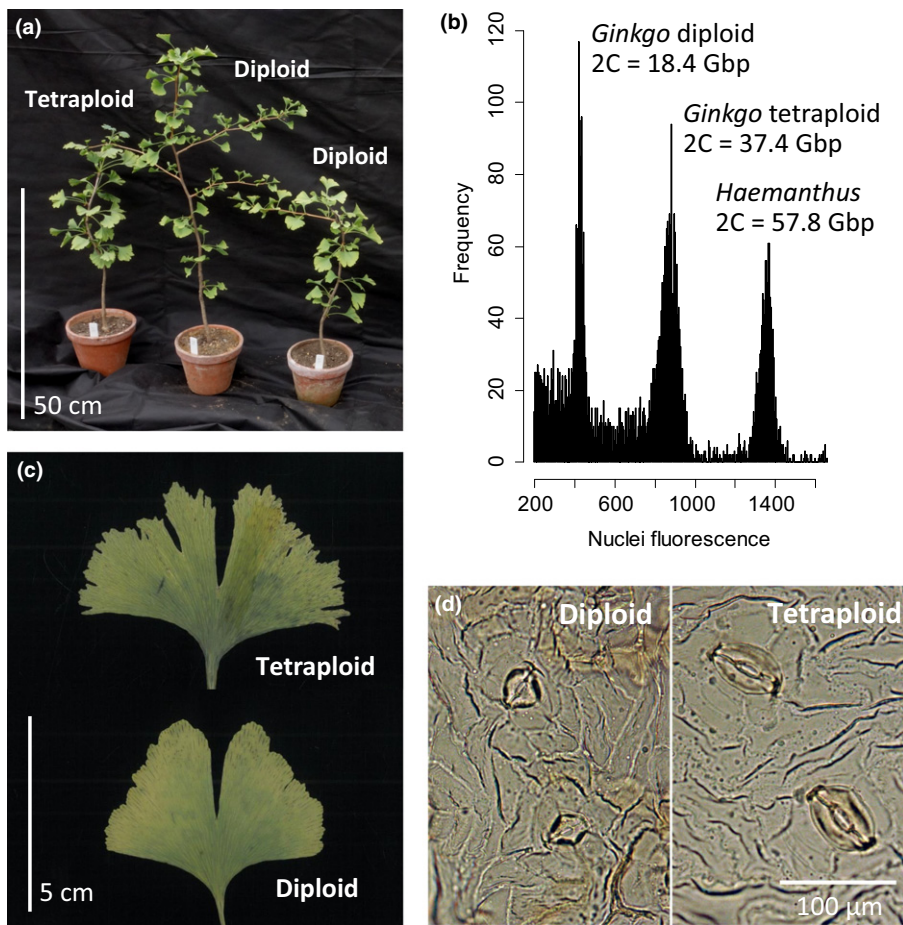 (a)
Tetraploid
Diploid
Diploid
50 cm
(b)
Ginkgo diploid
2C = 18.4 Gbp
Ginkgo tetraploid
2C = 37.4 Gbp
Haemanthus
2C = 57.8 Gbp
Frequency
0 20 40 60 80 100 120
200 600 1000 1400
Nuclei fluorescence
(c)
Tetraploid
Diploid
5 cm
(d)
Diploid
Tetraploid
100 µm